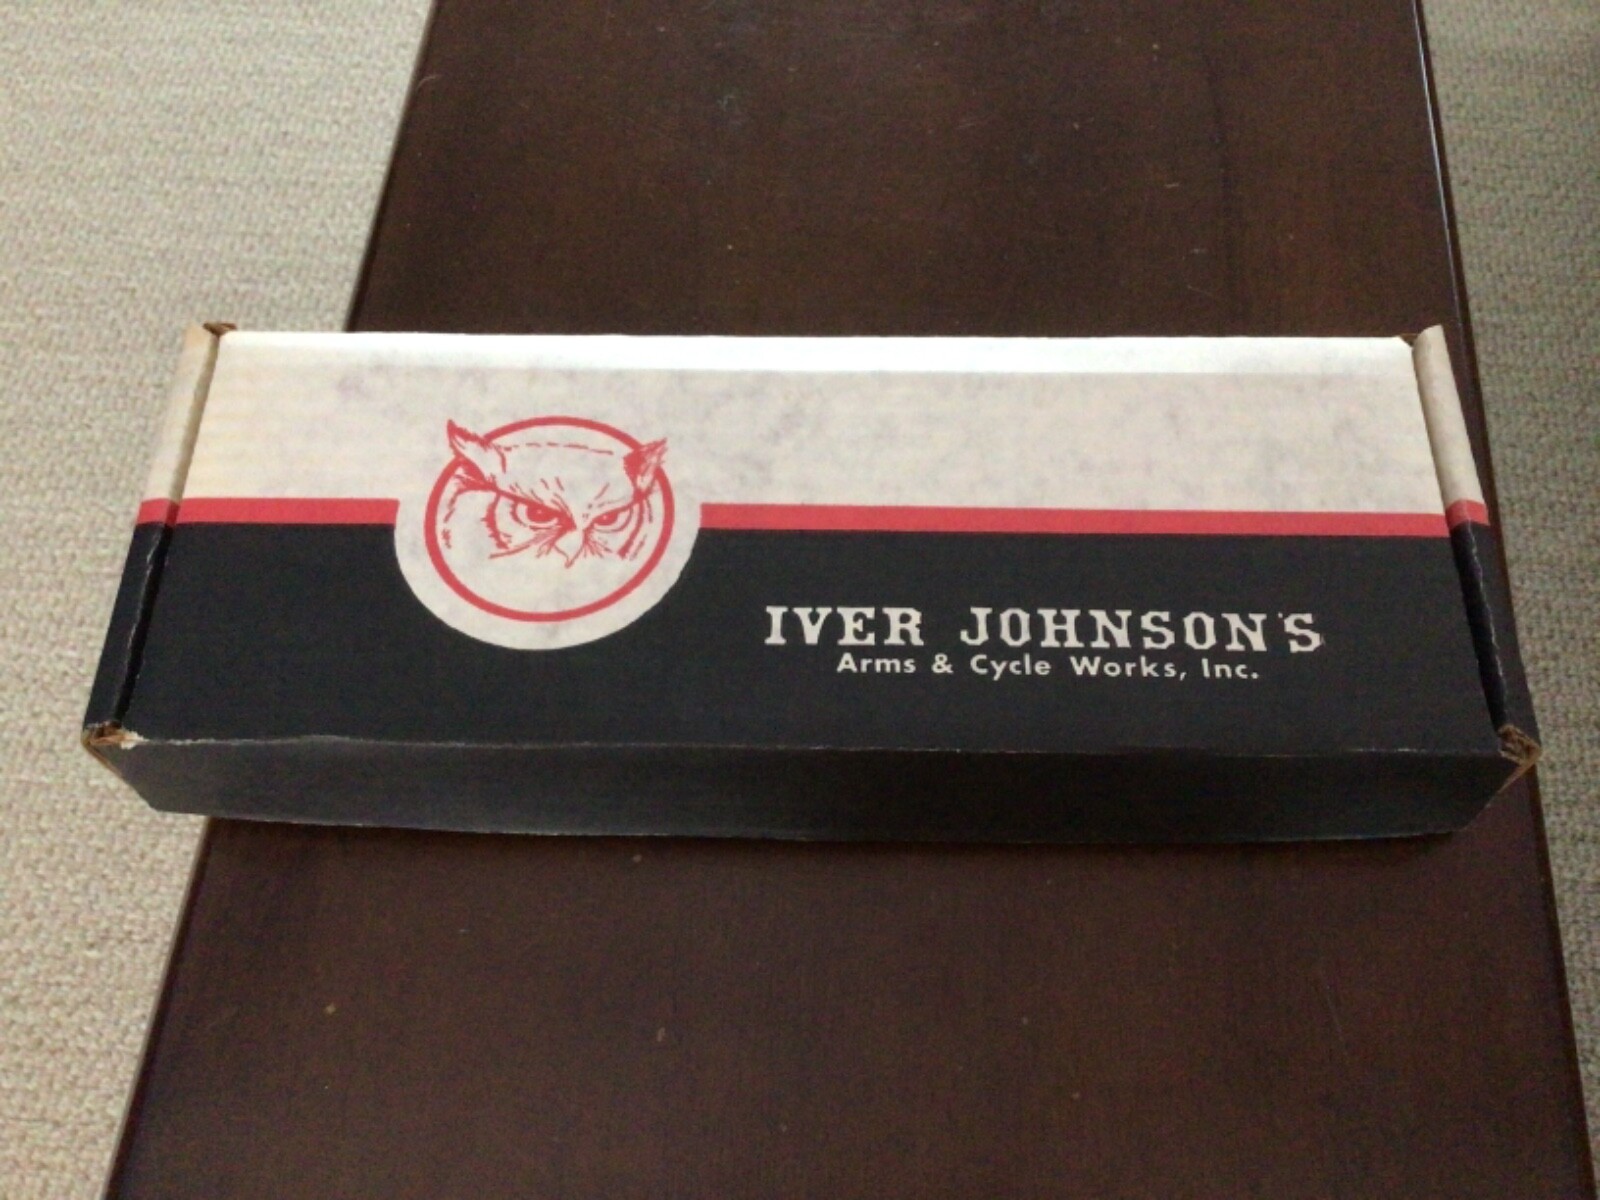 IVER JOHNSON'S
Arms & Cycle Works, Inc.